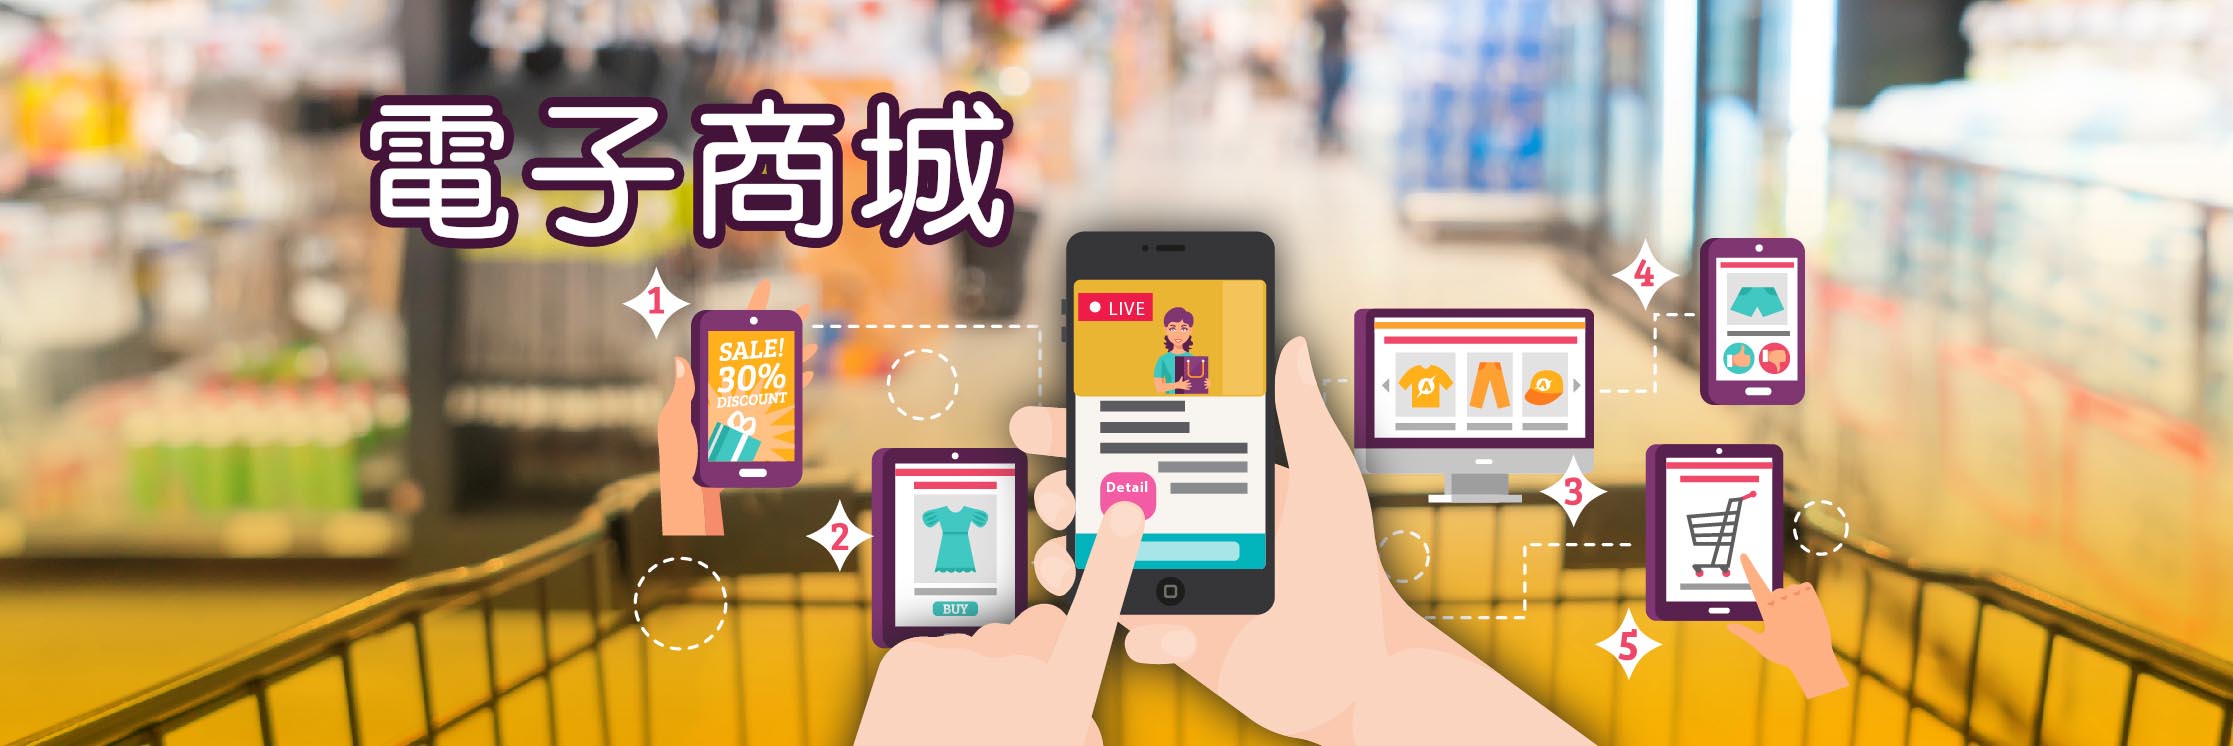 電子商城
1
SALE!
30%
DISCOUNT
2
BUY
LIVE
Detail
3
4
5